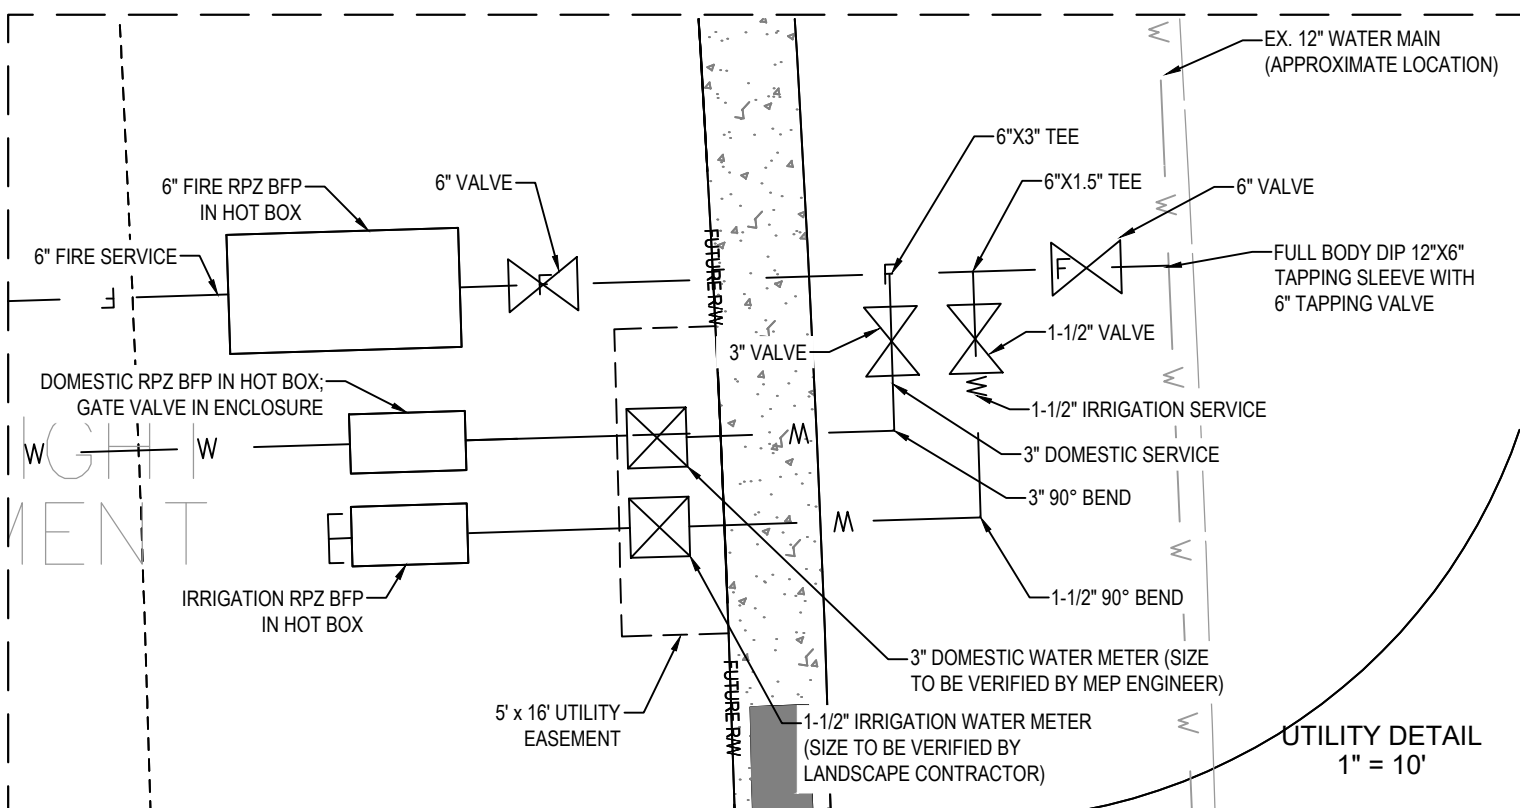 EX. 12" WATER MAIN
(APPROXIMATE LOCATION)
6"X3" TEE
6"X1.5" TEE
6" VALVE
6" FIRE RPZ BFP
IN HOT BOX
6" VALVE
6" FIRE SERVICE
FULL BODY DIP 12"X6"
TAPPING SLEEVE WITH
6" TAPPING VALVE
F
F
F
F
FUTURE R/W
3" VALVE
1-1/2" VALVE
DOMESTIC RPZ BFP IN HOT BOX;
GATE VALVE IN ENCLOSURE
1-1/2" IRRIGATION SERVICE
3" DOMESTIC SERVICE
3" 90° BEND
W
W
W
W
W
W
W
W
W
W
W
IGHT
MENT
1-1/2" 90° BEND
IRRIGATION RPZ BFP
IN HOT BOX
3" DOMESTIC WATER METER (SIZE
TO BE VERIFIED BY MEP ENGINEER)
FUTURE R/W
5' x 16' UTILITY
EASEMENT
1-1/2" IRRIGATION WATER METER
(SIZE TO BE VERIFIED BY
LANDSCAPE CONTRACTOR)
UTILITY DETAIL
1" = 10'